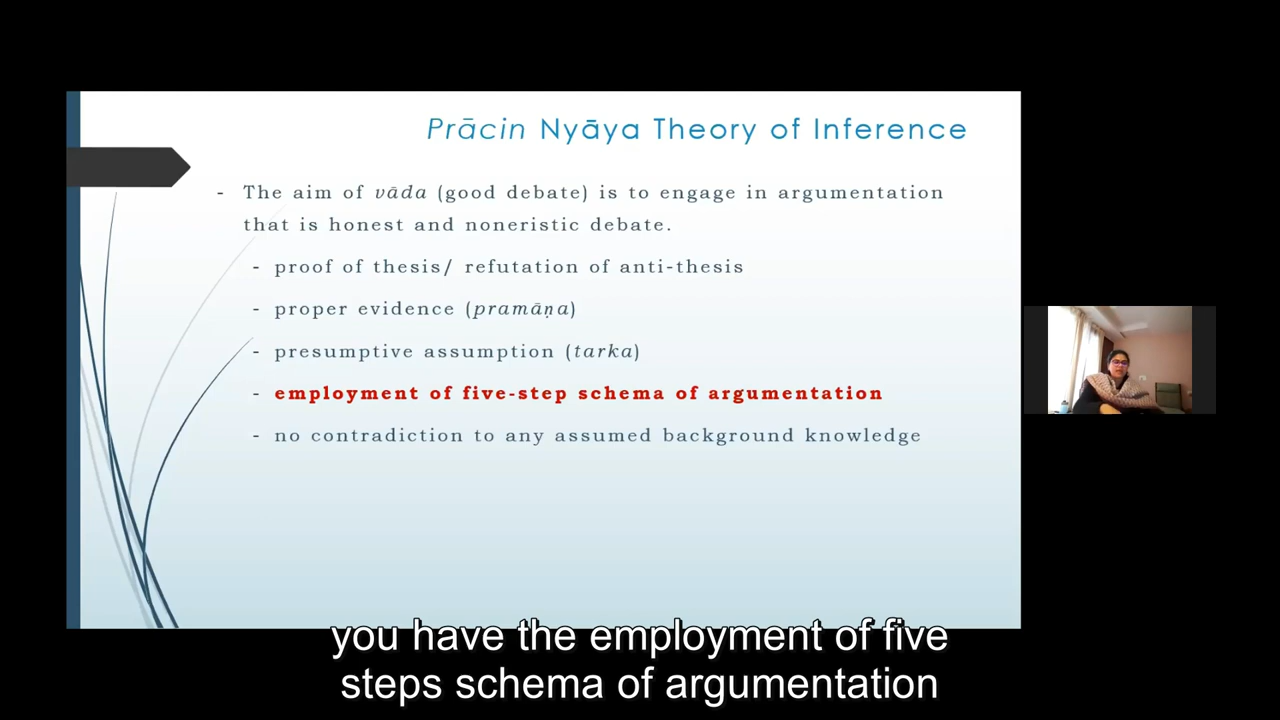 Prācin Nyāya Theory of Inference
- The aim of vāda (good debate) is to engage in argumentation
that is honest and noneristic debate.
- proof of thesis/ refutation of anti-thesis
- proper evidence (pramāṇa)
- presumptive assumption (tarka)
- employment of five-step schema of argumentation
- no contradiction to any assumed background knowledge
you have the employment of five
steps schema of argumentation